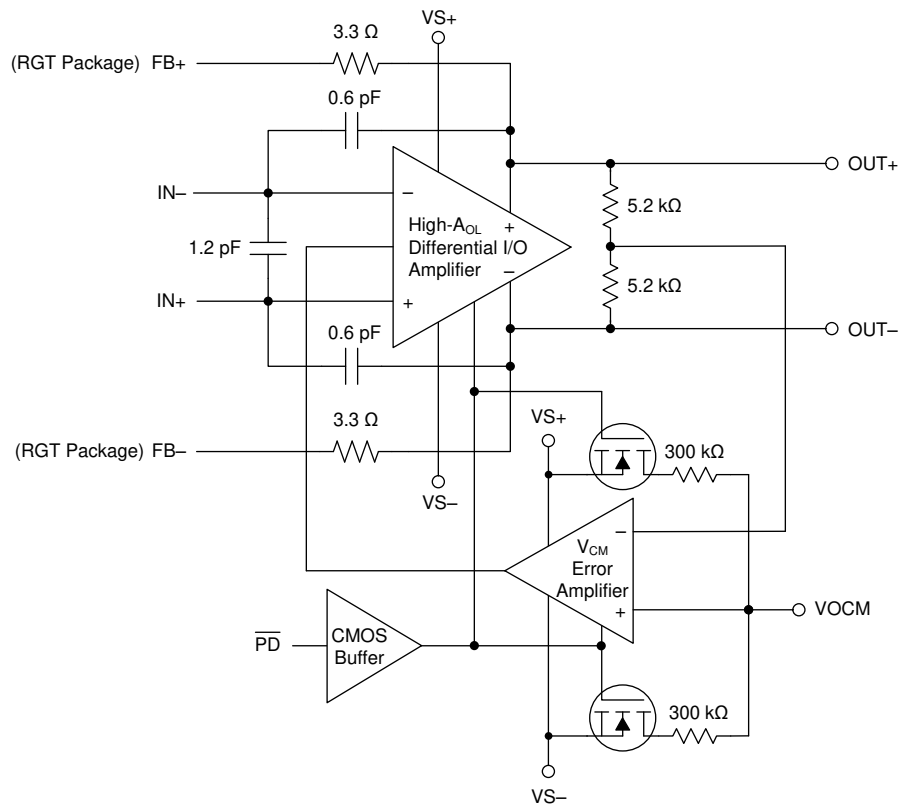 VS+
3.3 Ω
(RGT Package) FB+
0.6 pF
OUT+
IN–
–
High-AOL
Differential I/O
Amplifier
+
–
5.2 kΩ
1.2 pF
5.2 kΩ
IN+
+
0.6 pF
OUT–
3.3 Ω
VS+
300 kΩ
(RGT Package) FB–
VS–
–
VCM
Error
Amplifier
+
VOCM
PD
CMOS
Buffer
300 kΩ
VS–